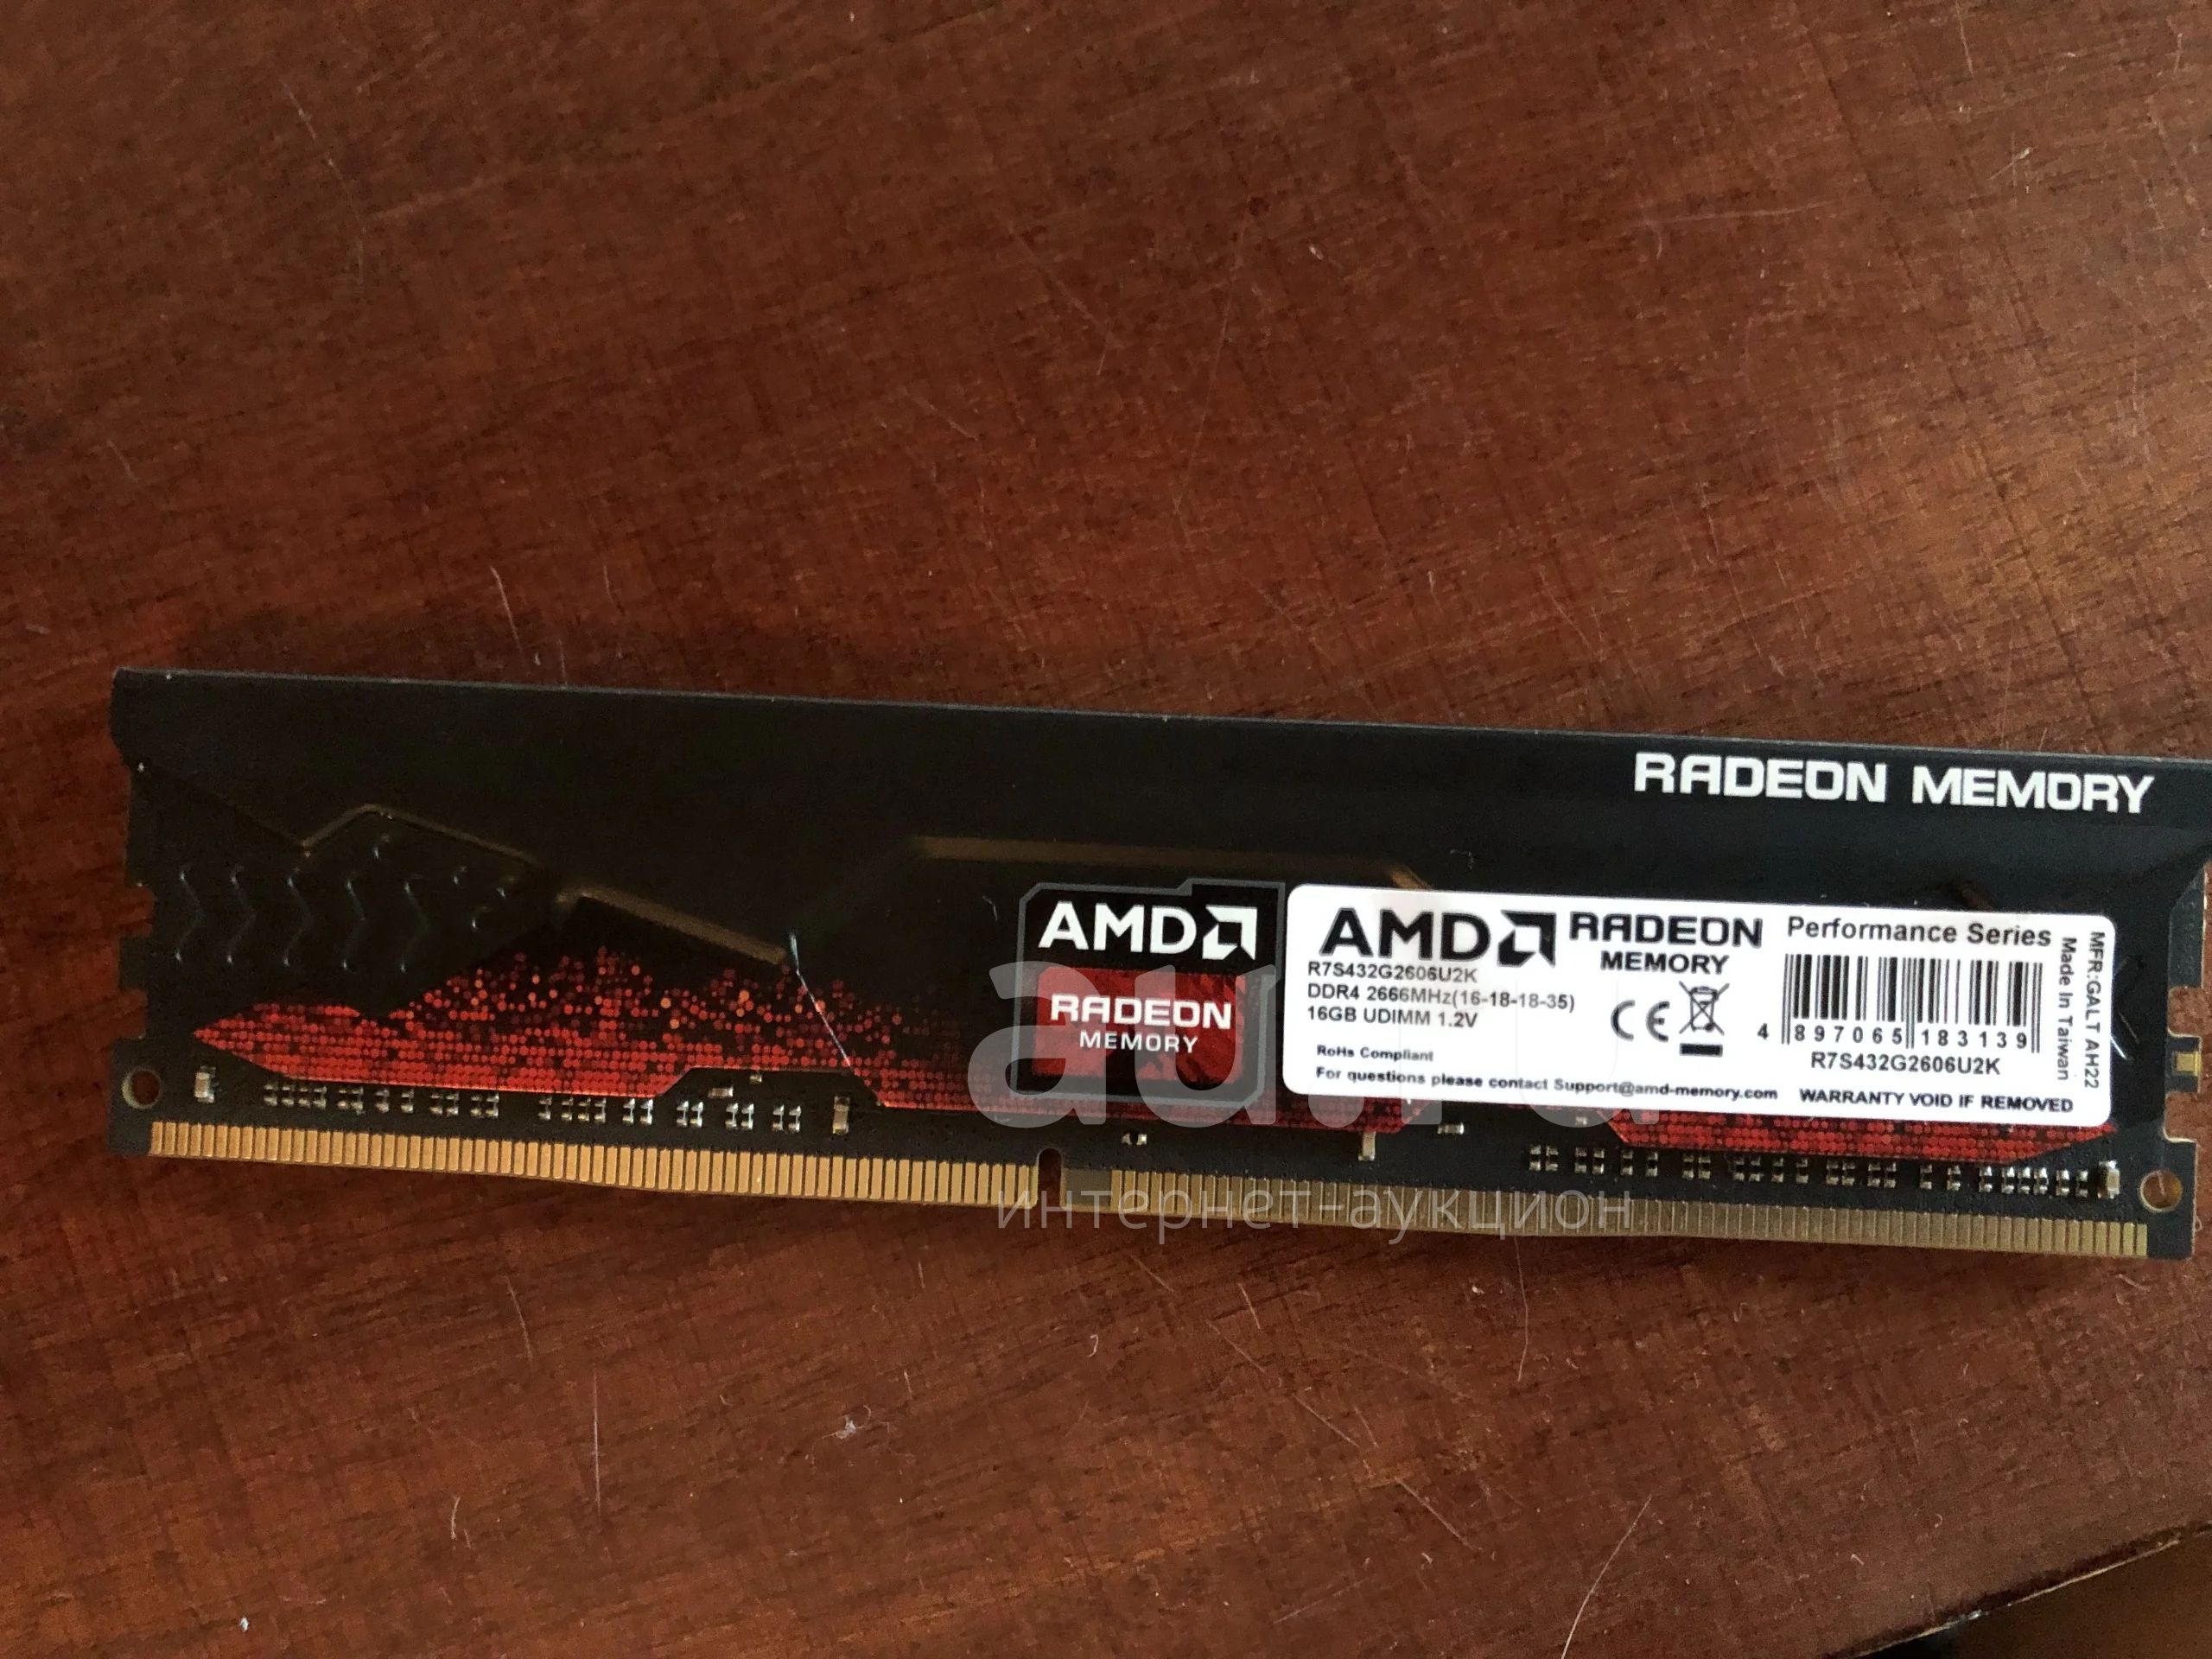 RADEON MEMORY
AMD
RADEON
MEMORY
AMD RADEON
MEMORY
Performance Series
R7S432G2606U2K
DDR4 2666MHz(16-18-18-35)
16GB UDIMM 1.2V
CE
4 897065 183139
R7S432G2606U2K
RoHs Compliant
For questions please contact Support@amd-memory.com
WARRANTY VOID IF REMOVED
MFR:GALT AH22
Made In Taiwan
au.ru
интернет-аукцион